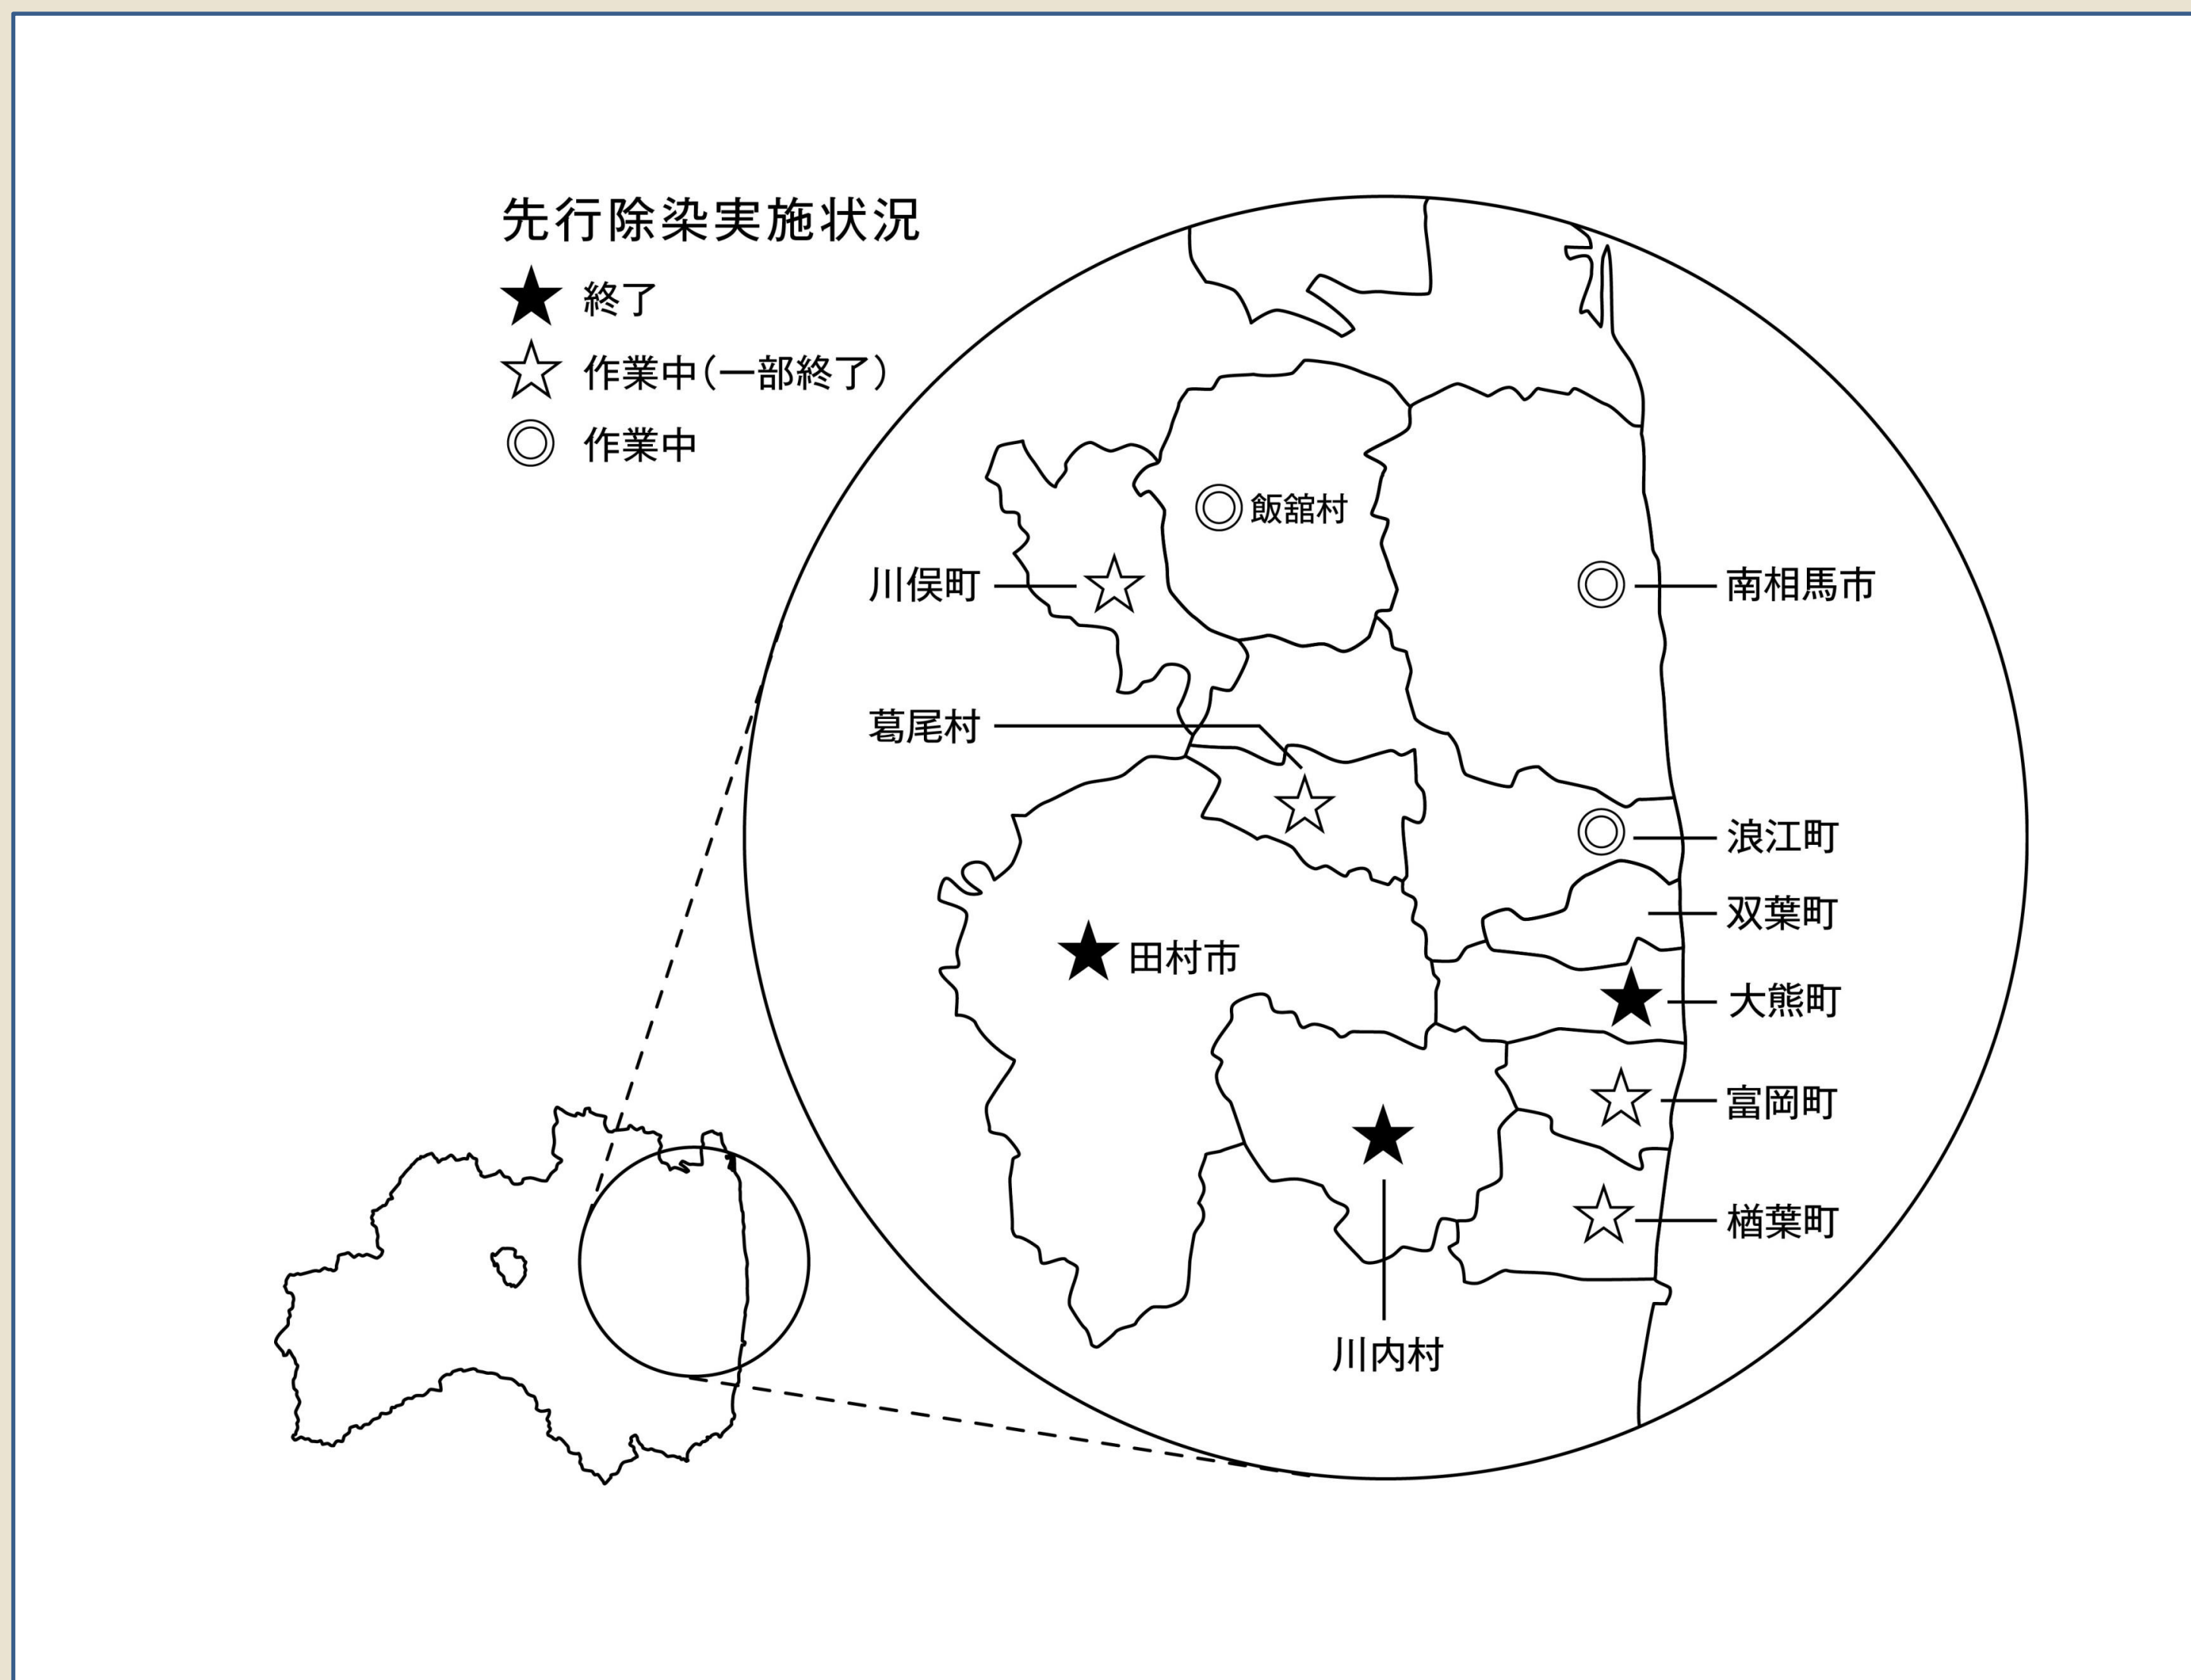 先行除染実施状況
★ 終了
☆ 作業中(一部終了)
◎ 作業中
飯舘村
川俣町
南相馬市
葛尾村
浪江町
双葉町
田村市
大熊町
富岡町
楢葉町
川内村